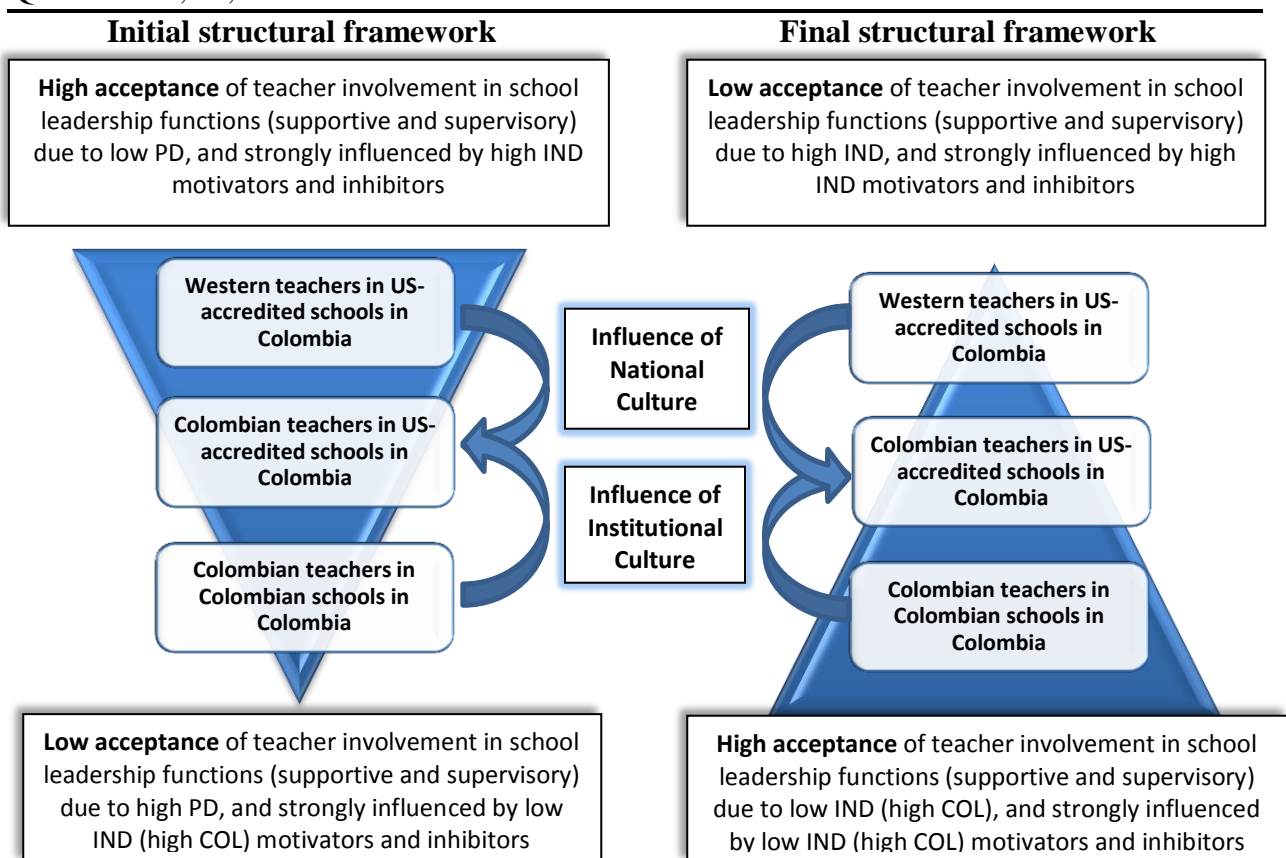 Initial structural framework
High acceptance of teacher involvement in school
leadership functions (supportive and supervisory)
due to low PD, and strongly influenced by high IND
motivators and inhibitors
Western teachers in US-
accredited schools in
Colombia
Colombian teachers in US-
accredited schools in
Colombia
Colombian teachers in
Colombian schools in
Colombia
Low acceptance of teacher involvement in school
leadership functions (supportive and supervisory)
due to high PD, and strongly influenced by low
IND (high COL) motivators and inhibitors
Influence of
National
Culture
Influence of
Institutional
Culture
Final structural framework
Low acceptance of teacher involvement in school
leadership functions (supportive and supervisory)
due to high IND, and strongly influenced by high
IND motivators and inhibitors
Western teachers in US-
accredited schools in
Colombia
Colombian teachers in US-
accredited schools in
Colombia
Colombian teachers in
Colombian schools in
Colombia
High acceptance of teacher involvement in school
leadership functions (supportive and supervisory)
due to low IND (high COL), and strongly influenced
by low IND (high COL) motivators and inhibitors